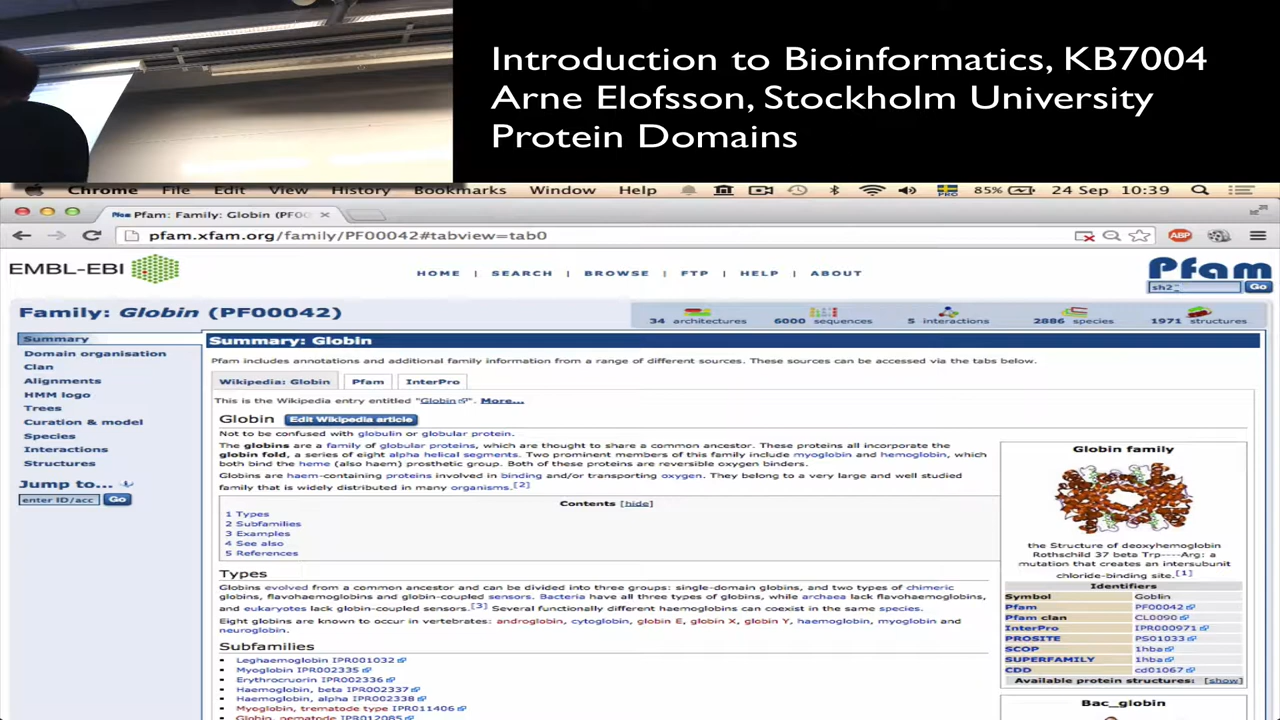 Introduction to Bioinformatics, KB7004
Arne Elofsson, Stockholm University
Protein Domains
Chrome File Edit View History Bookmarks Window Help PRO 85% 24 Sep 10:39
Pfam: Family: Globin (PF00
pfam.xfam.org/family/PF00042#tabview=tab0 ABP
EMBL-EBI
HOME | SEARCH | BROWSE | FTP | HELP | ABOUT
Pfam
sh2 Go
Family: Globin (PF00042)
34 architectures 6000 sequences 5 interactions 2886 species 1971 structures
Summary
Domain organisation
Clan
Alignments
HMM logo
Trees
Curation & model
Species
Interactions
Structures
Jump to...
enter ID/acc Go
Summary: Globin
Pfam includes annotations and additional family information from a range of different sources. These sources can be accessed via the tabs below.
Wikipedia: Globin Pfam InterPro
This is the Wikipedia entry entitled "Globin". More...
Globin Edit Wikipedia article
Not to be confused with globulin or globular protein.
The globins are a family of globular proteins, which are thought to share a common ancestor. These proteins all incorporate the
globin fold, a series of eight alpha helical segments. Two prominent members of this family include myoglobin and hemoglobin, which
both bind the heme (also haem) prosthetic group. Both of these proteins are reversible oxygen binders.
Globins are haem-containing proteins involved in binding and/or transporting oxygen. They belong to a very large and well studied
family that is widely distributed in many organisms.[2]
Contents [hide]
1 Types
2 Subfamilies
3 Examples
4 See also
5 References
Types
Globins evolved from a common ancestor and can be divided into three groups: single-domain globins, and two types of chimeric
globins, flavohaemoglobins and globin-coupled sensors. Bacteria have all three types of globins, while archaea lack flavohaemoglobins,
and eukaryotes lack globin-coupled sensors.[3] Several functionally different haemoglobins can coexist in the same species.
Eight globins are known to occur in vertebrates: androglobin, cytoglobin, globin E, globin X, globin Y, haemoglobin, myoglobin and
neuroglobin.
Subfamilies
Leghaemoglobin IPR001032
Myoglobin IPR002335
Erythrocruorin IPR002336
Haemoglobin, beta IPR002337
Haemoglobin, alpha IPR002338
Myoglobin, trematode type IPR011406
Globin, nematode IPR012085
Globin family
the Structure of deoxyhemoglobin
Rothschild 37 beta Trp----Arg: a
mutation that creates an intersubunit
chloride-binding site.[1]
Identifiers
Symbol Goblin
Pfam PF00042
Pfam clan CL0090
InterPro IPR000971
PROSITE PS01033
SCOP 1hba
SUPERFAMILY 1hba
CDD cd01067
Available protein structures: [show]
Bac_globin